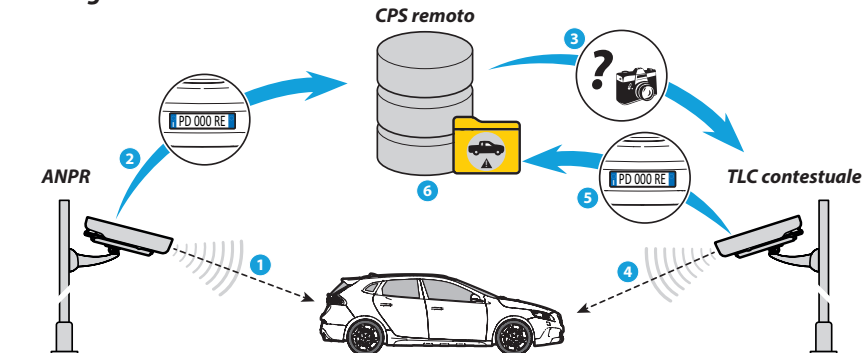 CPS remoto
3
?
PD 000 RE
2
PD 000 RE
ANPR
6
5
TLC contestuale
1
4